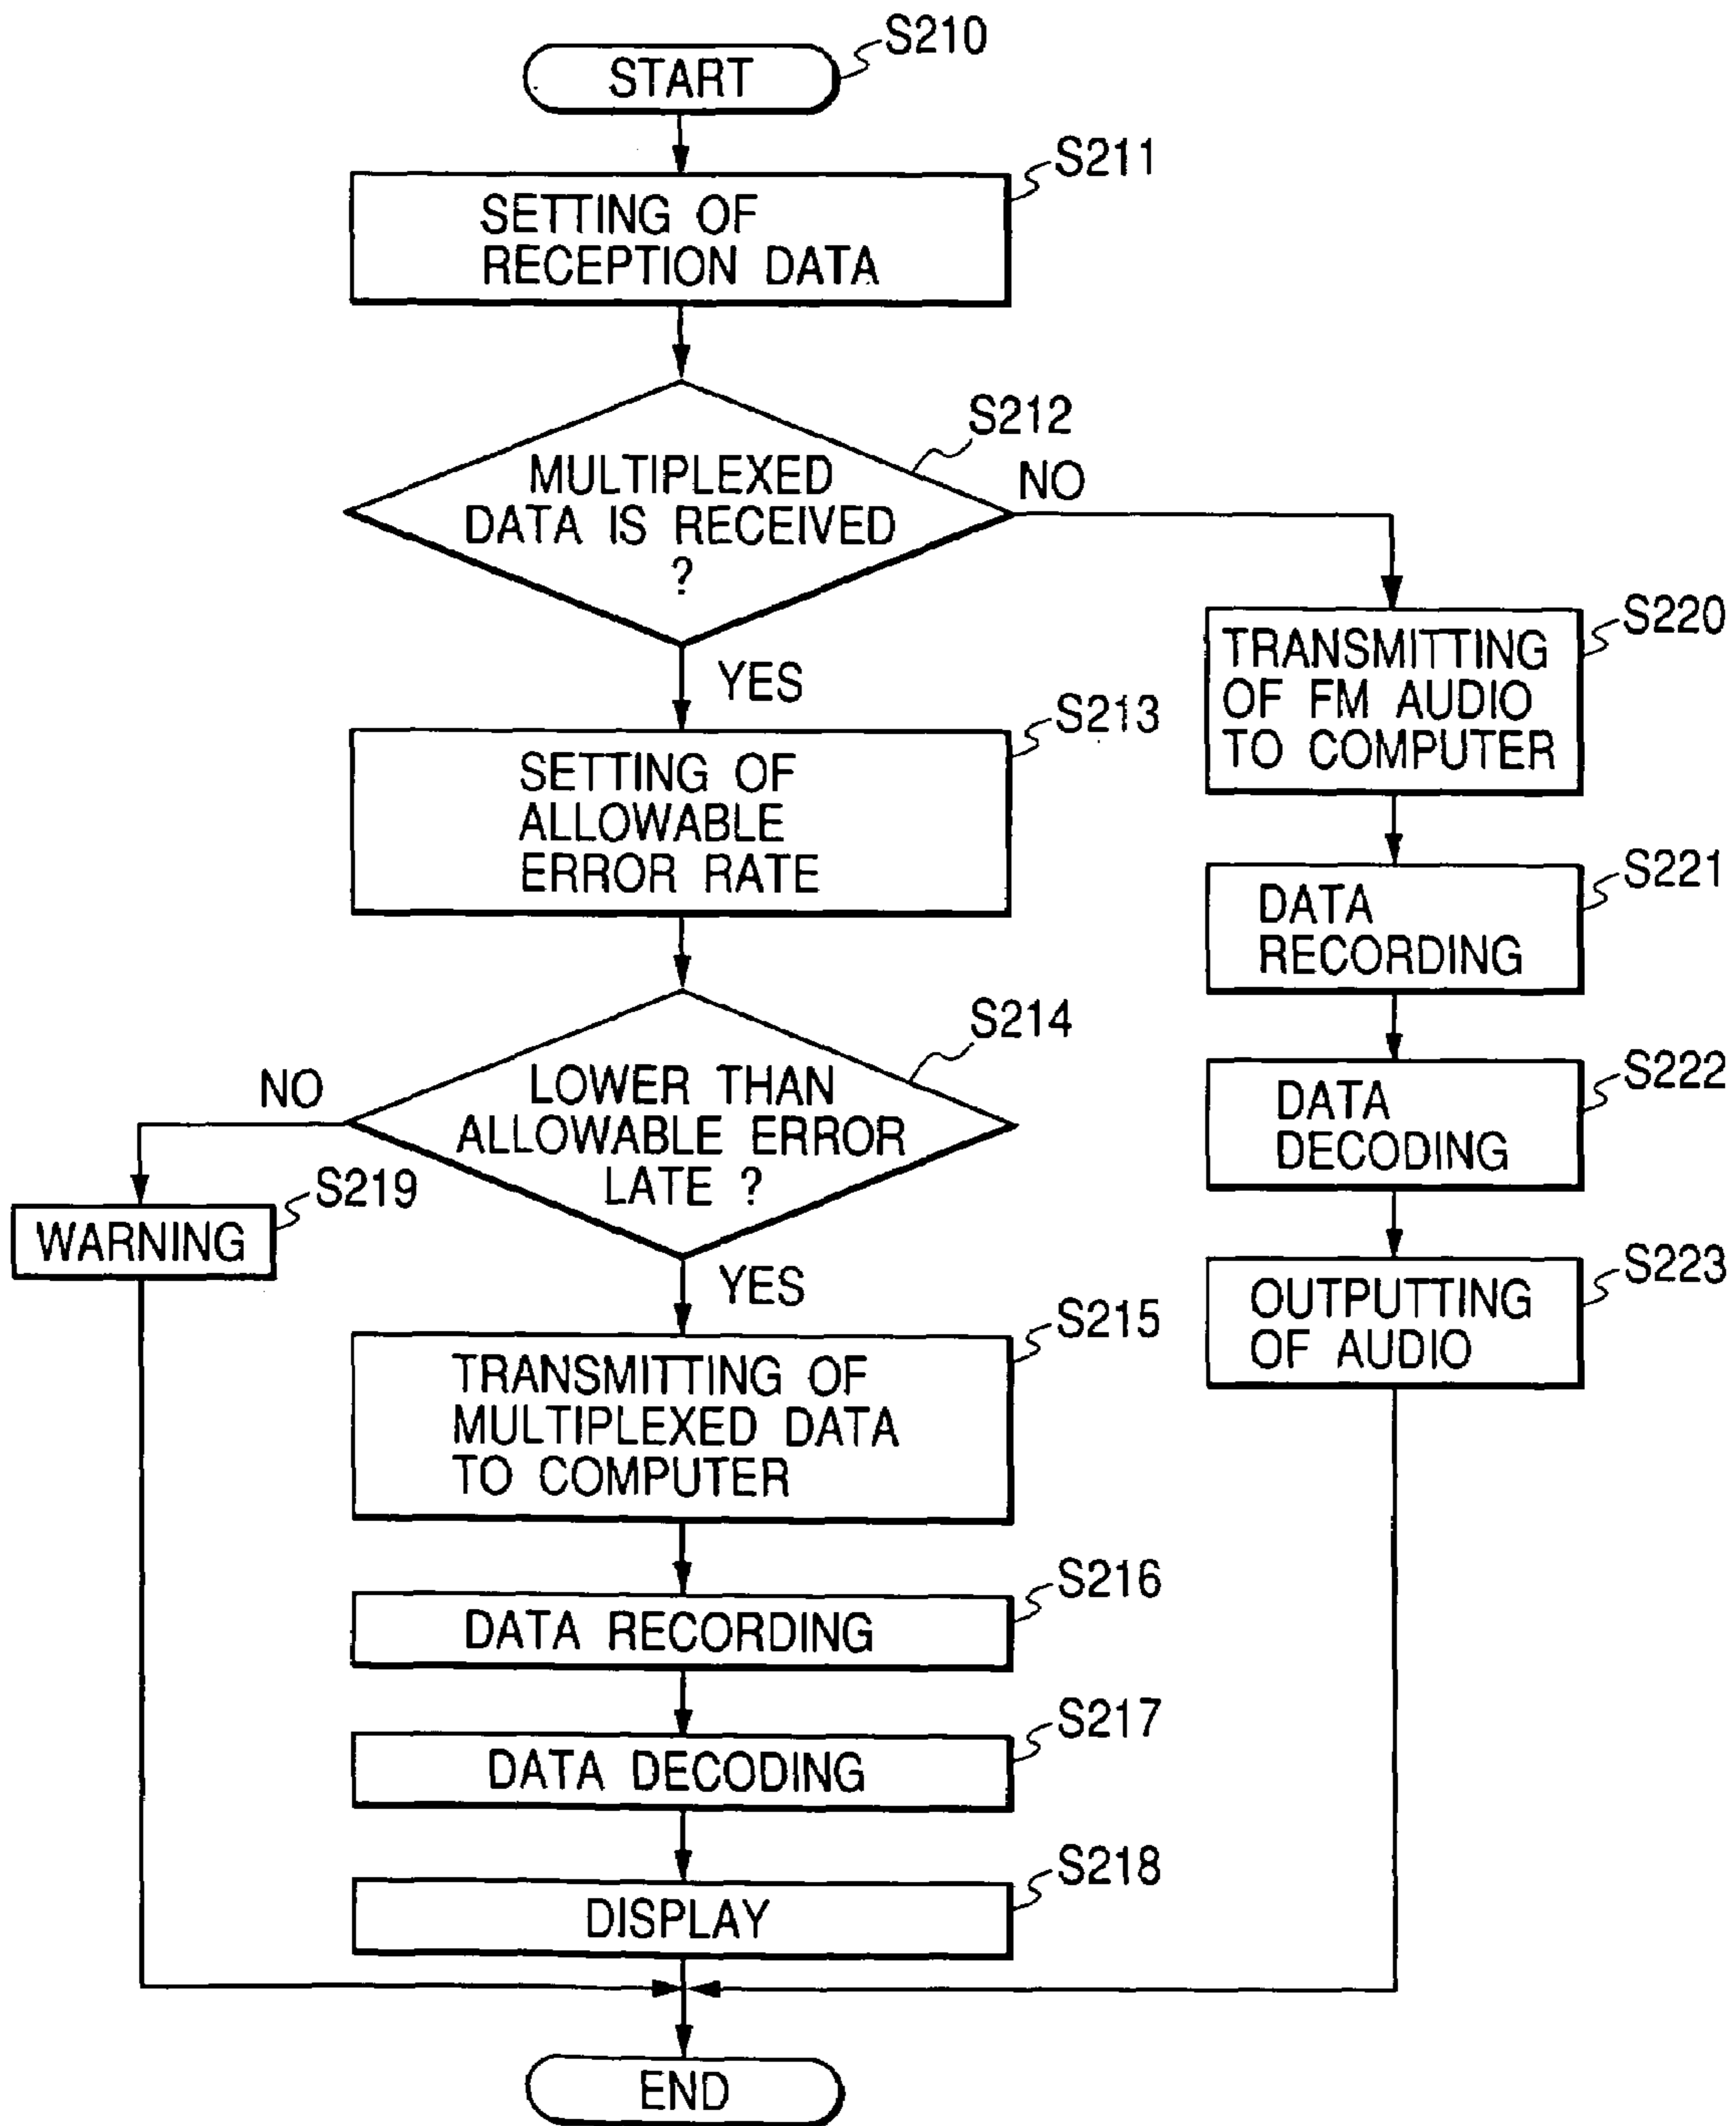 START
S210
SETTING OF
RECEPTION DATA
S211
MULTIPLEXED
DATA IS RECEIVED
?
S212
NO
YES
SETTING OF
ALLOWABLE
ERROR RATE
S213
LOWER THAN
ALLOWABLE ERROR
LATE ?
S214
NO
WARNING
S219
YES
TRANSMITTING OF
MULTIPLEXED DATA
TO COMPUTER
S215
DATA RECORDING
S216
DATA DECODING
S217
DISPLAY
S218
TRANSMITTING
OF FM AUDIO
TO COMPUTER
S220
DATA
RECORDING
S221
DATA
DECODING
S222
OUTPUTTING
OF AUDIO
S223
END